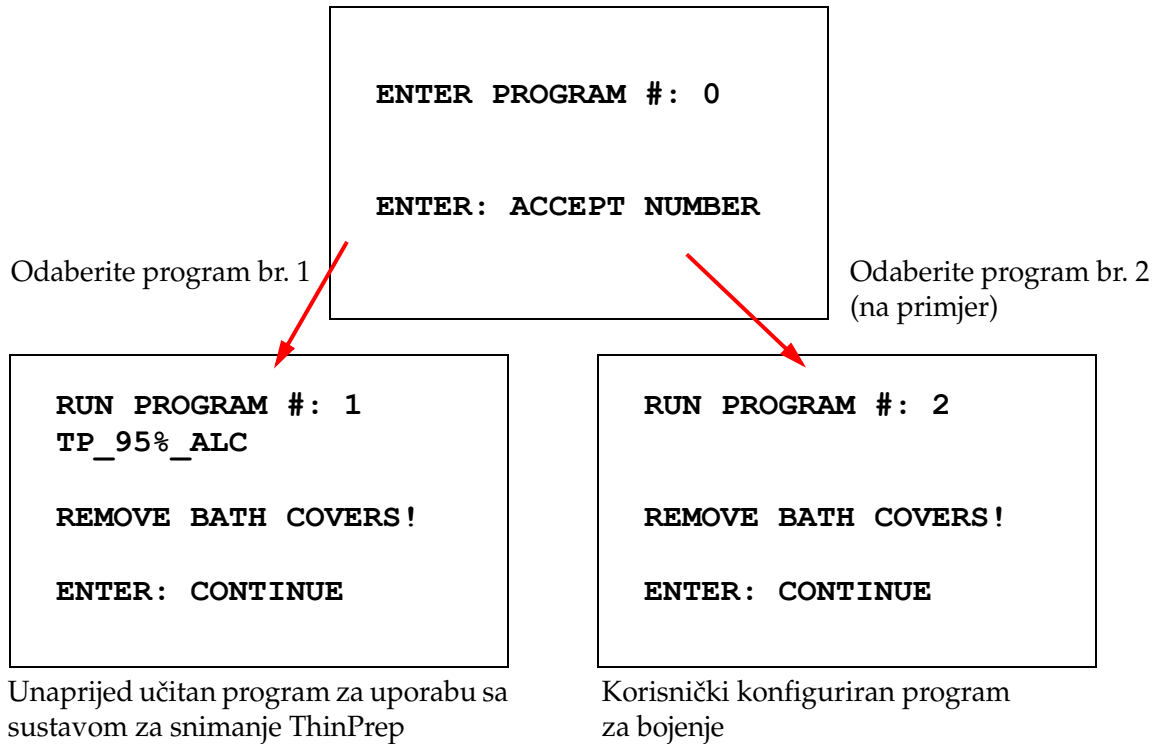 ENTER PROGRAM #: 0
ENTER: ACCEPT NUMBER
Odaberite program br. 1
Odaberite program br. 2
(na primjer)
RUN PROGRAM #: 1
TP_95%_ALC
REMOVE BATH COVERS!
ENTER: CONTINUE
RUN PROGRAM #: 2
REMOVE BATH COVERS!
ENTER: CONTINUE
Unaprijed učitan program za uporabu sa
sustavom za snimanje ThinPrep
Korisnički konfiguriran program
za bojenje